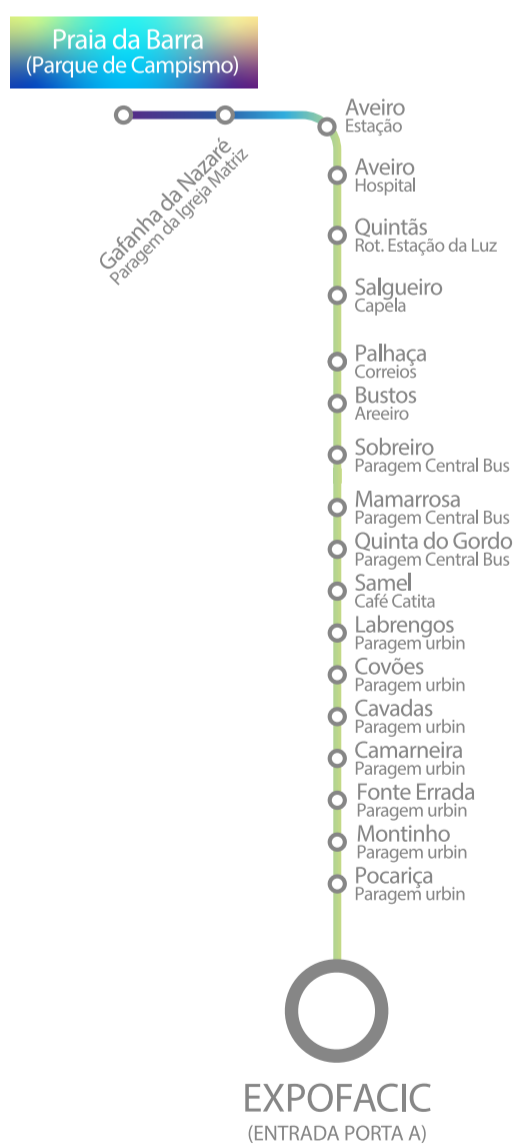 Praia da Barra
(Parque de Campismo)
Gafanha da Nazaré
Paragem da Igreja Matriz
Aveiro
Estação
Aveiro
Hospital
Quintãs
Rot. Estação da Luz
Salgueiro
Capela
Palhaça
Correios
Bustos
Areeiro
Sobreiro
Paragem Central Bus
Mamarrosa
Paragem Central Bus
Quinta do Gordo
Paragem Central Bus
Samel
Café Catita
Labrengos
Paragem urbin
Covões
Paragem urbin
Cavadas
Paragem urbin
Camarneira
Paragem urbin
Fonte Errada
Paragem urbin
Montinho
Paragem urbin
Pocariça
Paragem urbin
EXPOFACIC
(ENTRADA PORTA A)